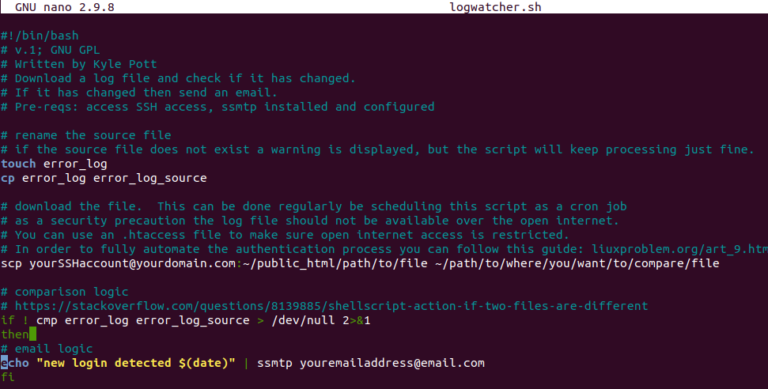 GNU nano 2.9.8 logwatcher.sh
#!/bin/bash
# v.1; GNU GPL
# Written by Kyle Pott
# Download a log file and check if it has changed.
# If it has changed then send an email.
# Pre-reqs: access SSH access, ssmtp installed and configured
# rename the source file
# if the source file does not exist a warning is displayed, but the script will keep processing just fine.
touch error_log
cp error_log error_log_source
# download the file.  This can be done regularly be scheduling this script as a cron job
# as a security precaution the log file should not be available over the open internet.
# You can use an .htaccess file to make sure open internet access is restricted.
# In order to fully automate the authentication process you can follow this guide: liuxproblem.org/art_9.htm
scp yourSSHaccount@yourdomain.com:~/public_html/path/to/file ~/path/to/where/you/want/to/compare/file
# comparison logic
# https://stackoverflow.com/questions/8139885/shellscript-action-if-two-files-are-different
if ! cmp error_log error_log_source > /dev/null 2>&1
then
# email logic
echo "new login detected $(date)" | ssmtp youremailaddress@email.com
fi